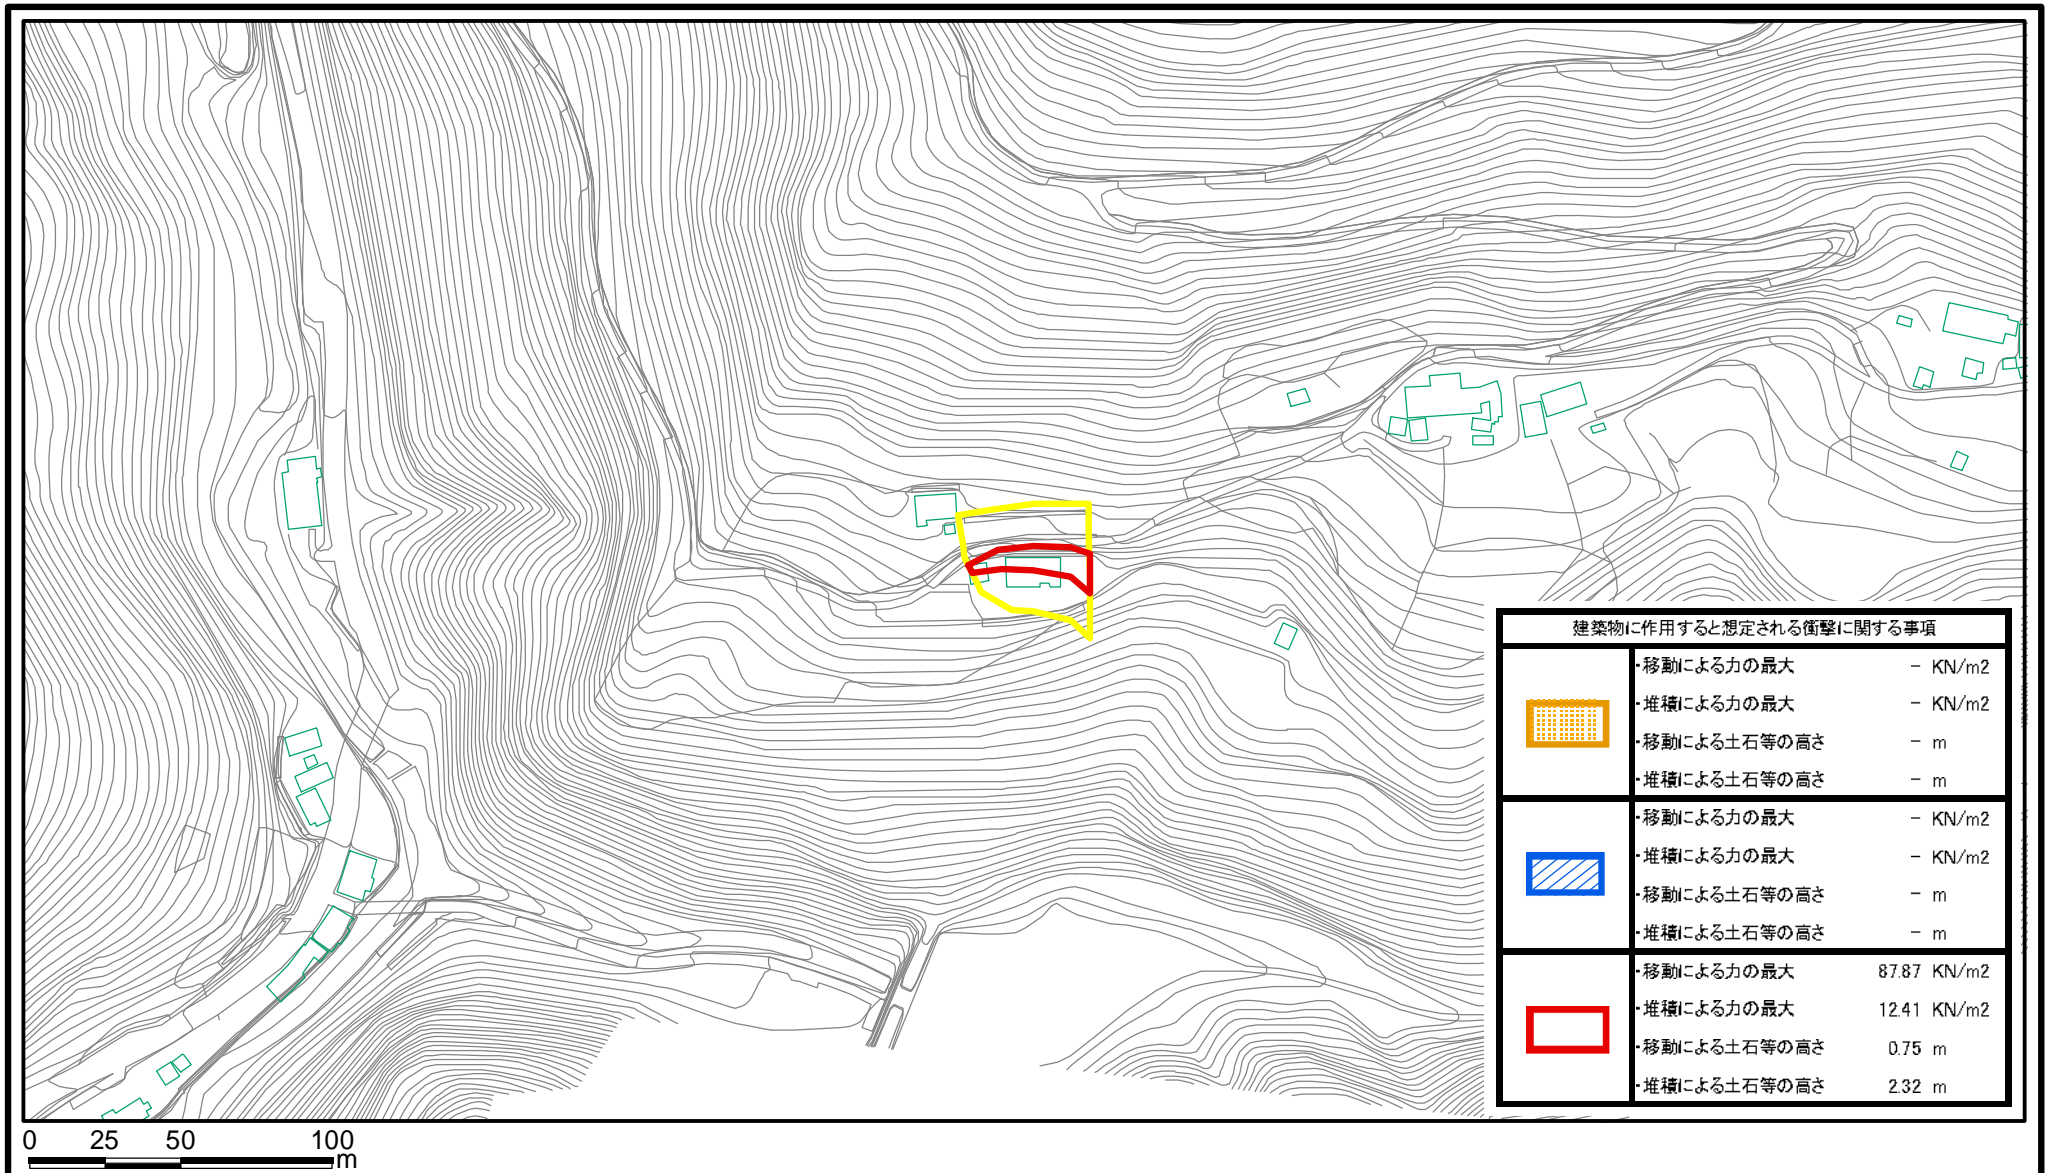 建築物に作用すると想定される衝撃に関する事項
・移動による力の最大 － KN/m2
・堆積による力の最大 － KN/m2
・移動による土石等の高さ － m
・堆積による土石等の高さ － m
・移動による力の最大 － KN/m2
・堆積による力の最大 － KN/m2
・移動による土石等の高さ － m
・堆積による土石等の高さ － m
・移動による力の最大 87.87 KN/m2
・堆積による力の最大 12.41 KN/m2
・移動による土石等の高さ 0.75 m
・堆積による土石等の高さ 2.32 m
0 25 50 100
m